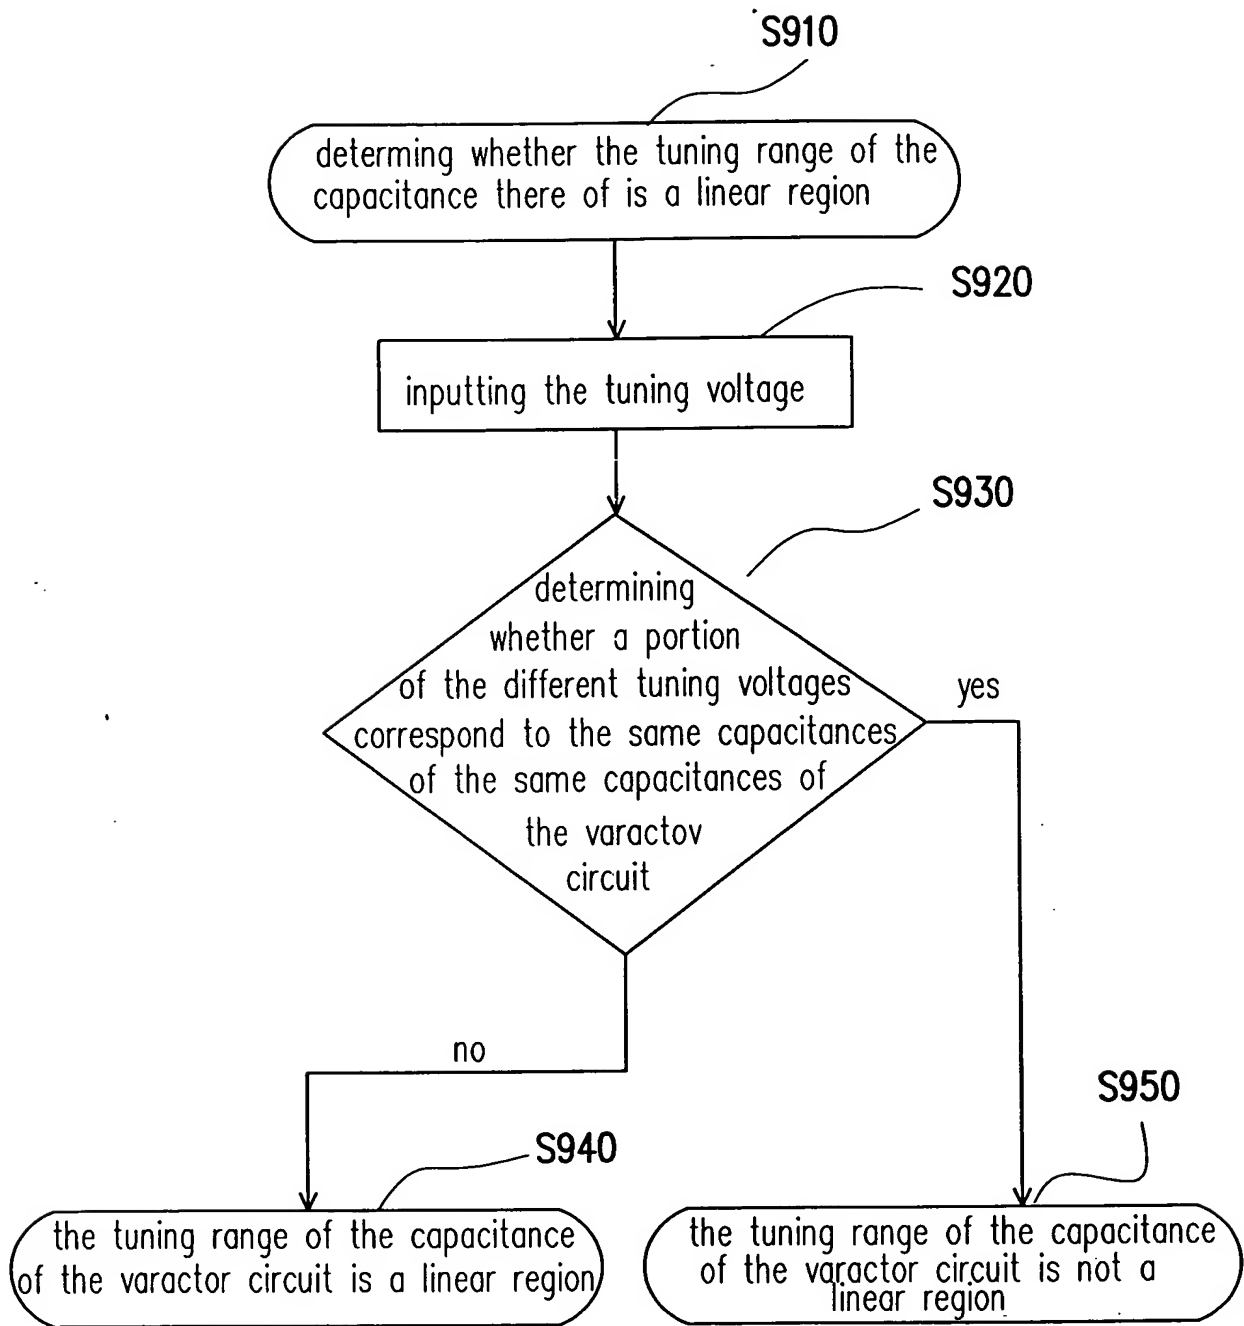 S910
determing whether the tuning range of the
capacitance there of is a linear region
S920
inputting the tuning voltage
S930
determining
whether a portion
of the different tuning voltages
correspond to the same capacitances
of the same capacitances of
the varactov
circuit
yes
no
S940
the tuning range of the capacitance
of the varactor circuit is a linear region
S950
the tuning range of the capacitance
of the varactor circuit is not a
linear region